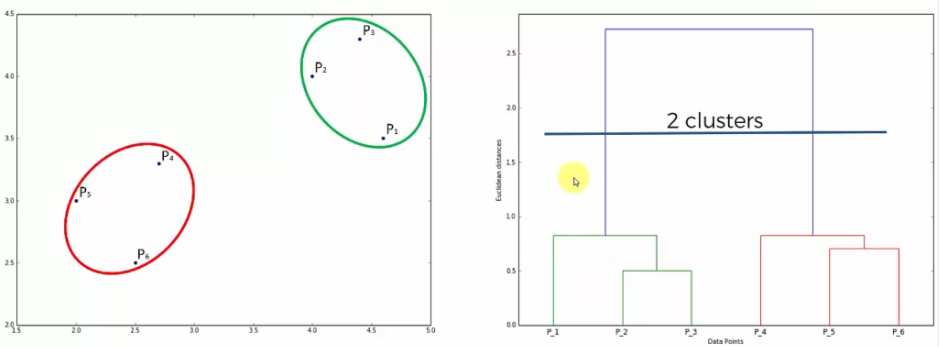 4.5
4.0
3.5
3.0
2.5
2.0
1.5
2.0
2.5
3.0
3.5
4.0
4.5
5.0
P₃
P₂
P₁
P₄
P₅
P₆
2 clusters
Euclidean distances
2.5
2.0
1.5
1.0
0.5
0.0
P_1
P_2
P_3
P_4
P_5
P_6
Data Points